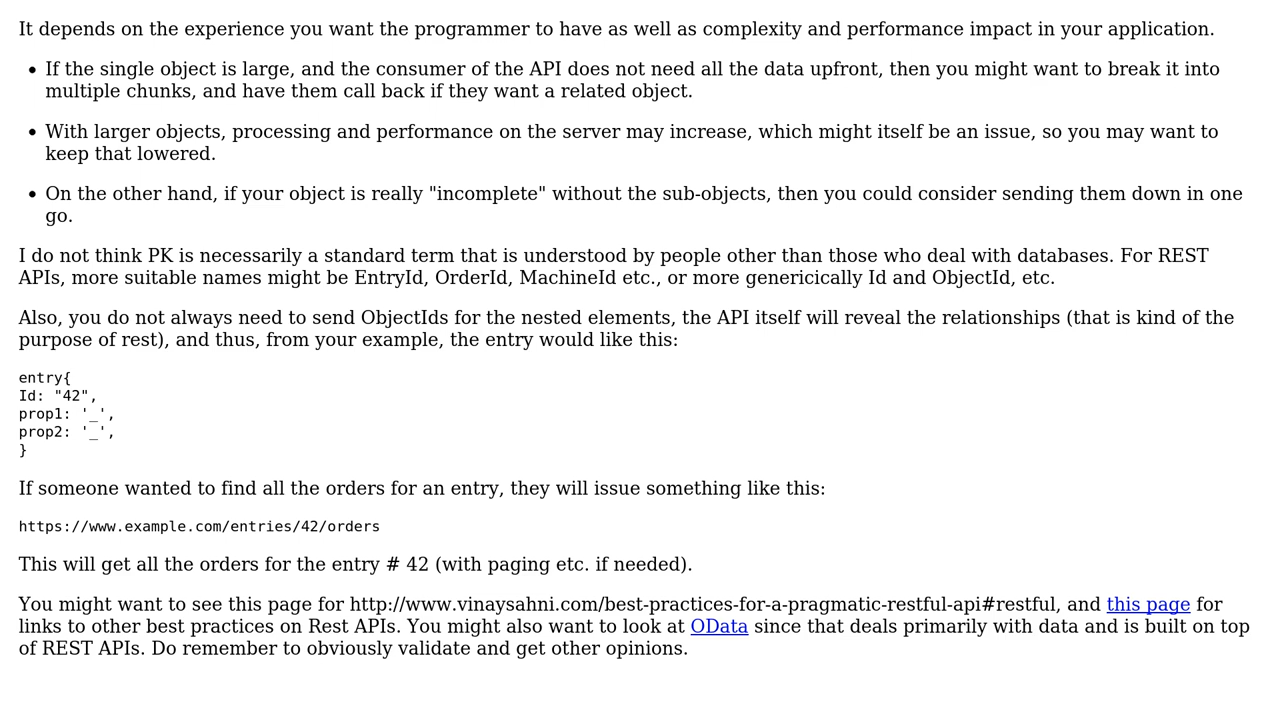 It depends on the experience you want the programmer to have as well as complexity and performance impact in your application.
• If the single object is large, and the consumer of the API does not need all the data upfront, then you might want to break it into
multiple chunks, and have them call back if they want a related object.
• With larger objects, processing and performance on the server may increase, which might itself be an issue, so you may want to
keep that lowered.
• On the other hand, if your object is really "incomplete" without the sub-objects, then you could consider sending them down in one
go.
I do not think PK is necessarily a standard term that is understood by people other than those who deal with databases. For REST
APIs, more suitable names might be EntryId, OrderId, MachineId etc., or more genericically Id and ObjectId, etc.
Also, you do not always need to send ObjectIds for the nested elements, the API itself will reveal the relationships (that is kind of the
purpose of rest), and thus, from your example, the entry would like this:
entry{
Id: "42",
prop1: '_',
prop2: '_',
}
If someone wanted to find all the orders for an entry, they will issue something like this:
https://www.example.com/entries/42/orders
This will get all the orders for the entry # 42 (with paging etc. if needed).
You might want to see this page for http://www.vinaysahni.com/best-practices-for-a-pragmatic-restful-api#restful, and this page for
links to other best practices on Rest APIs. You might also want to look at OData since that deals primarily with data and is built on top
of REST APIs. Do remember to obviously validate and get other opinions.